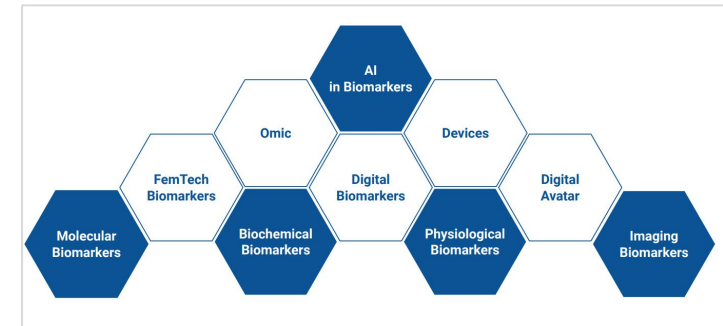 AI
in Biomarkers
Omic
Devices
FemTech
Biomarkers
Digital
Biomarkers
Digital
Avatar
Molecular
Biomarkers
Biochemical
Biomarkers
Physiological
Biomarkers
Imaging
Biomarkers